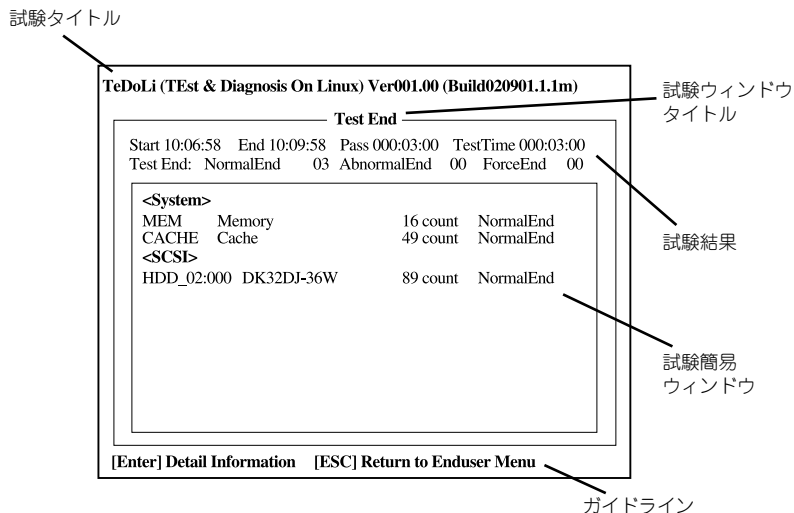 試験タイトル
TeDoLi (TEst & Diagnosis On Linux) Ver001.00 (Build020901.1.1m)
試験ウィンドウ
タイトル
Test End
Start 10:06:58 End 10:09:58 Pass 000:03:00 TestTime 000:03:00
Test End: NormalEnd 03 AbnormalEnd 00 ForceEnd 00
試験結果
<System>
MEM Memory 16 count NormalEnd
CACHE Cache 49 count NormalEnd
<SCSI>
HDD_02:000 DK32DJ-36W 89 count NormalEnd
試験簡易
ウィンドウ
[Enter] Detail Information [ESC] Return to Enduser Menu
ガイドライン